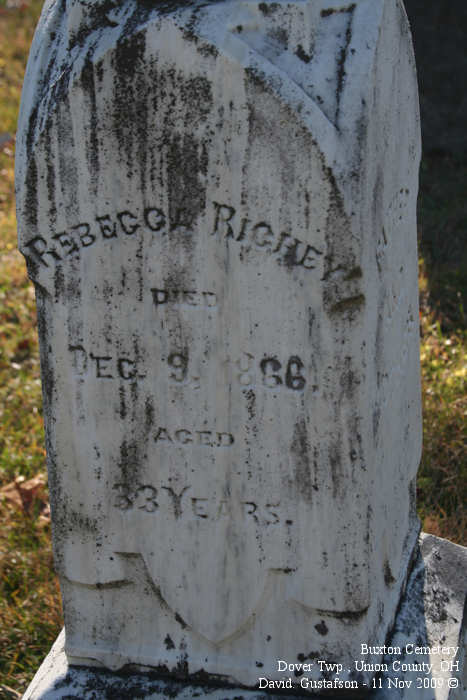 REBECCA RIGHEY
DIED
DEC. 9, 1866,
AGED
33 YEARS.
Buxton Cemetery
Dover Twp., Union County, OH
David. Gustafson - 11 Nov 2009 ©